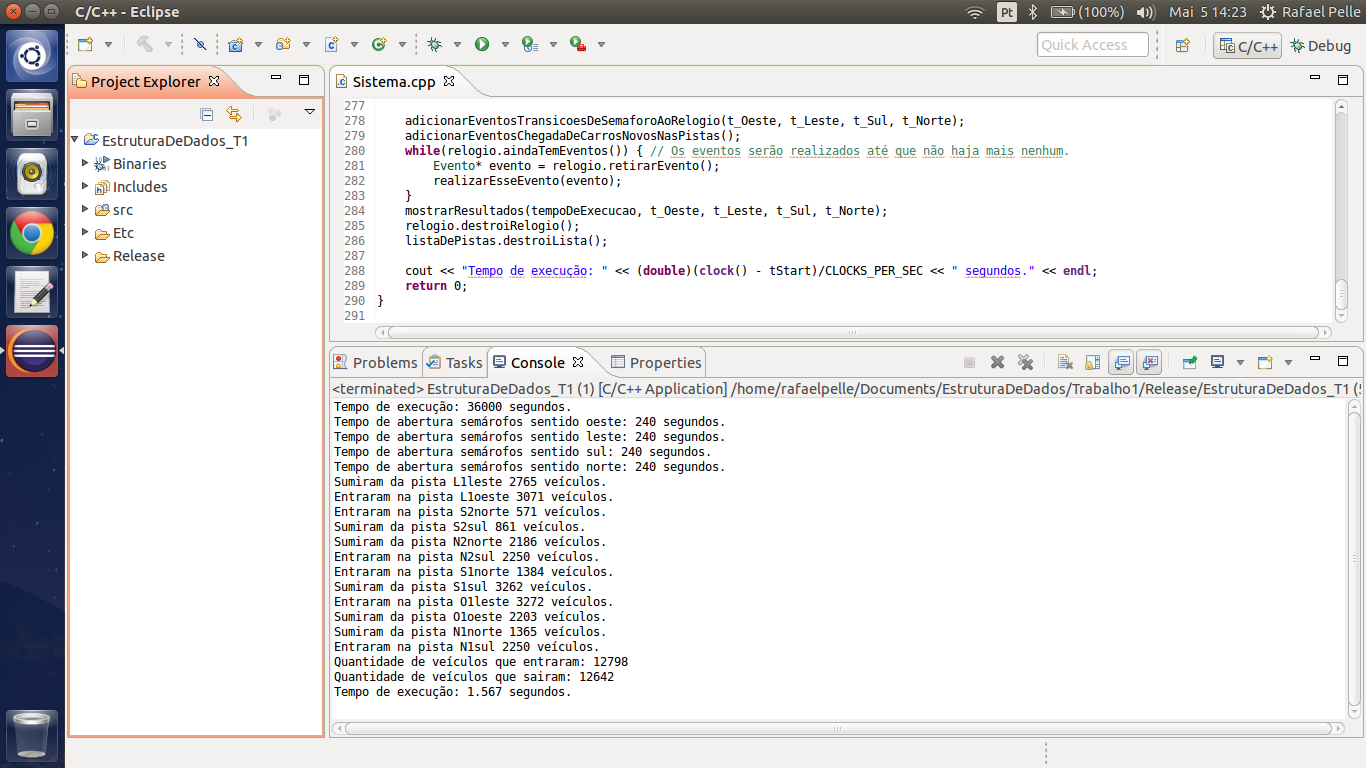 C/C++ - Eclipse
Pt
(100%)
Mai 5 14:23
Rafael Pelle
Quick Access
C/C++
Debug
Project Explorer
EstruturaDeDados_T1
Binaries
Includes
src
Etc
Release
Sistema.cpp
277
278 adicionarEventosTransicoesDeSemaforoAoRelogio(t_Oeste, t_Leste, t_Sul, t_Norte);
279 adicionarEventosChegadaDeCarrosNovosNasPistas();
280 while(relogio.aindaTemEventos()) { // Os eventos serão realizados até que não haja mais nenhum.
281 Evento* evento = relogio.retirarEvento();
282 realizarEsseEvento(evento);
283 }
284 mostrarResultados(tempoDeExecucao, t_Oeste, t_Leste, t_Sul, t_Norte);
285 relogio.destroiRelogio();
286 listaDePistas.destroiLista();
287
288 cout << "Tempo de execução: " << (double)(clock() - tStart)/CLOCKS_PER_SEC << " segundos." << endl;
289 return 0;
290 }
291
Problems
Tasks
Console
Properties
<terminated> EstruturaDeDados_T1 (1) [C/C++ Application] /home/rafaelpelle/Documents/EstruturaDeDados/Trabalho1/Release/EstruturaDeDados_T1 (5
Tempo de execução: 36000 segundos.
Tempo de abertura semárofos sentido oeste: 240 segundos.
Tempo de abertura semárofos sentido leste: 240 segundos.
Tempo de abertura semárofos sentido sul: 240 segundos.
Tempo de abertura semárofos sentido norte: 240 segundos.
Sumiram da pista L1leste 2765 veículos.
Entraram na pista L1oeste 3071 veículos.
Entraram na pista S2norte 571 veículos.
Sumiram da pista S2sul 861 veículos.
Sumiram da pista N2norte 2186 veículos.
Entraram na pista N2sul 2250 veículos.
Entraram na pista S1norte 1384 veículos.
Sumiram da pista S1sul 3262 veículos.
Entraram na pista O1leste 3272 veículos.
Sumiram da pista O1oeste 2203 veículos.
Sumiram da pista N1norte 1365 veículos.
Entraram na pista N1sul 2250 veículos.
Quantidade de veículos que entraram: 12798
Quantidade de veículos que sairam: 12642
Tempo de execução: 1.567 segundos.